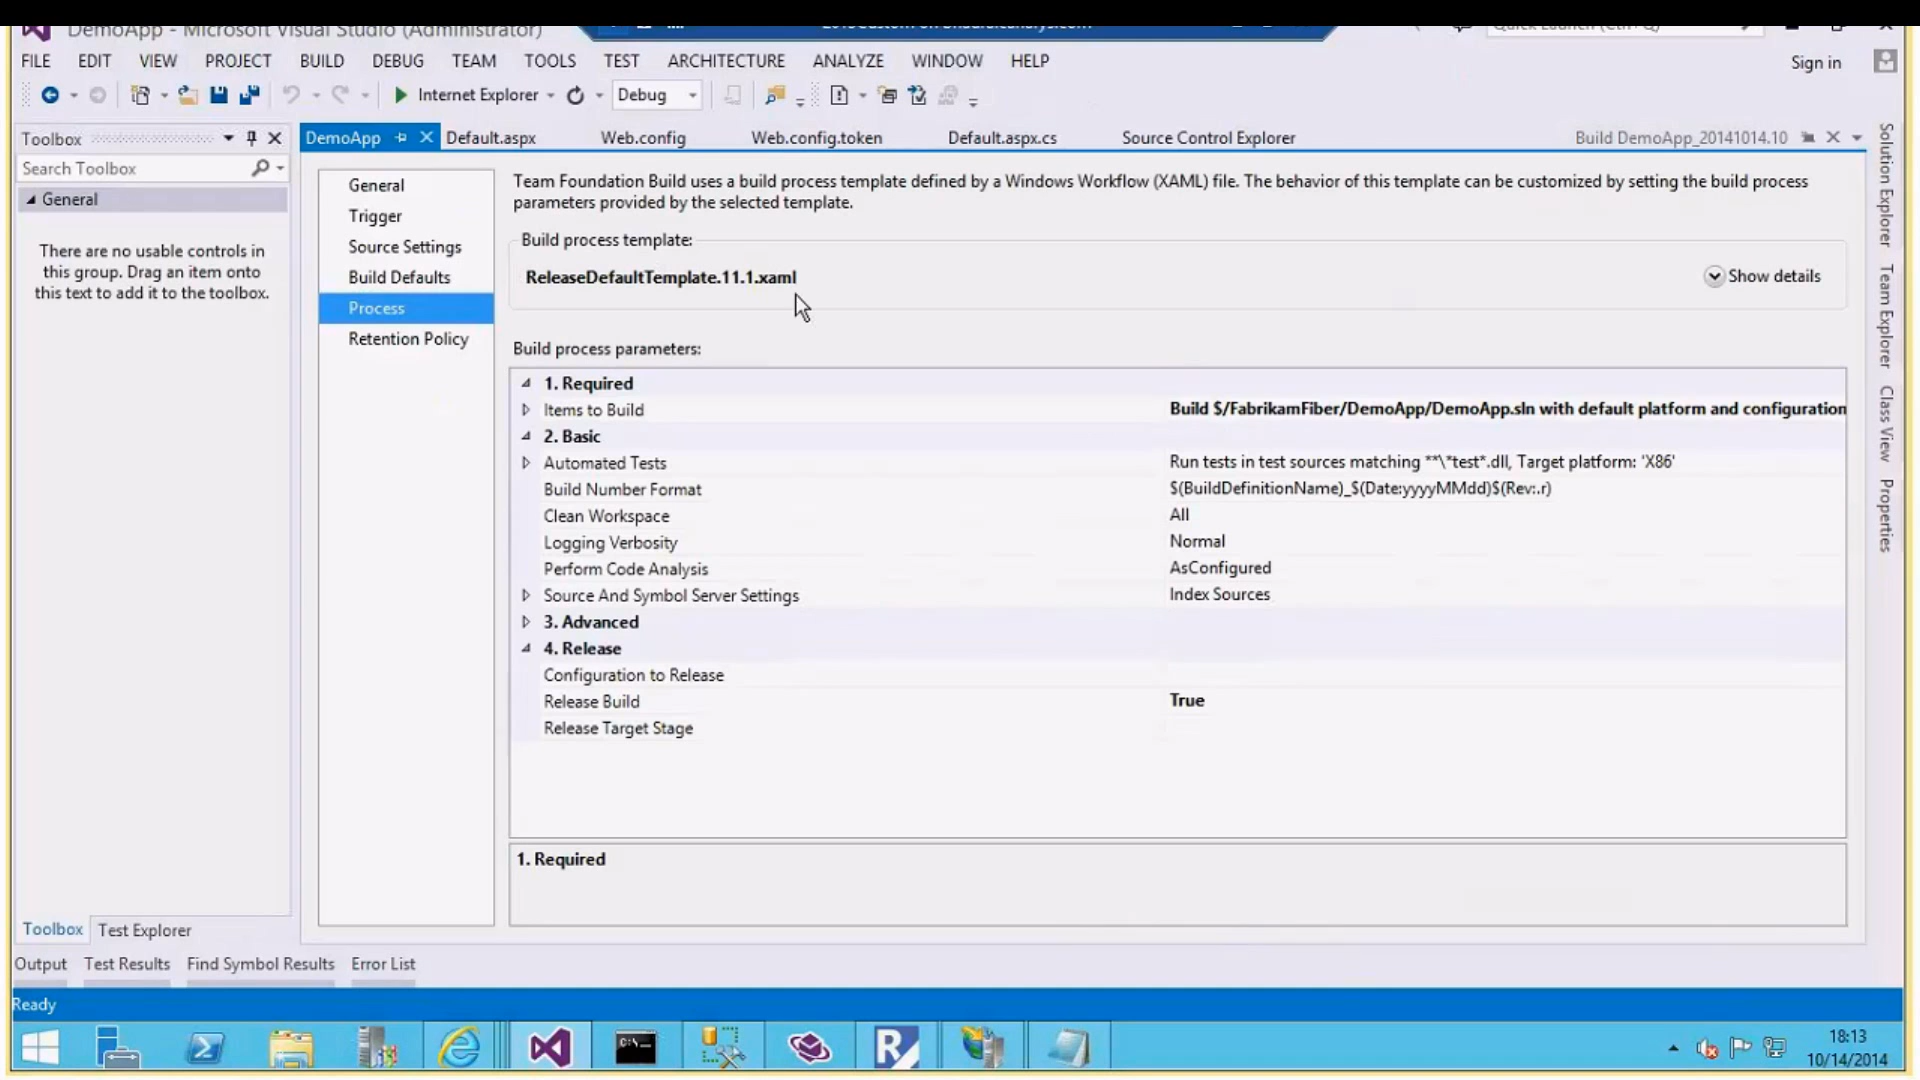 DemoApp - Microsoft Visual Studio (Administrator)
Quick Launch (Ctrl+Q)
FILE EDIT VIEW PROJECT BUILD DEBUG TEAM TOOLS TEST ARCHITECTURE ANALYZE WINDOW HELP
Sign in
Internet Explorer
Debug
Toolbox
DemoApp
Default.aspx
Web.config
Web.config.token
Default.aspx.cs
Source Control Explorer
Build DemoApp_20141014.10
Search Toolbox
General
There are no usable controls in
this group. Drag an item onto
this text to add it to the toolbox.
General
Trigger
Source Settings
Build Defaults
Process
Retention Policy
Team Foundation Build uses a build process template defined by a Windows Workflow (XAML) file. The behavior of this template can be customized by setting the build process
parameters provided by the selected template.
Build process template:
ReleaseDefaultTemplate.11.1.xaml
Show details
Build process parameters:
1. Required
Items to Build Build $/FabrikamFiber/DemoApp/DemoApp.sln with default platform and configuration
2. Basic
Automated Tests Run tests in test sources matching **\*test*.dll, Target platform: 'X86'
Build Number Format $(BuildDefinitionName)_$(Date:yyyyMMdd)$(Rev:.r)
Clean Workspace All
Logging Verbosity Normal
Perform Code Analysis AsConfigured
Source And Symbol Server Settings Index Sources
3. Advanced
4. Release
Configuration to Release
Release Build True
Release Target Stage
1. Required
Solution Explorer
Team Explorer
Class View
Properties
Toolbox Test Explorer
Output Test Results Find Symbol Results Error List
Ready
C:\
18:13
10/14/2014